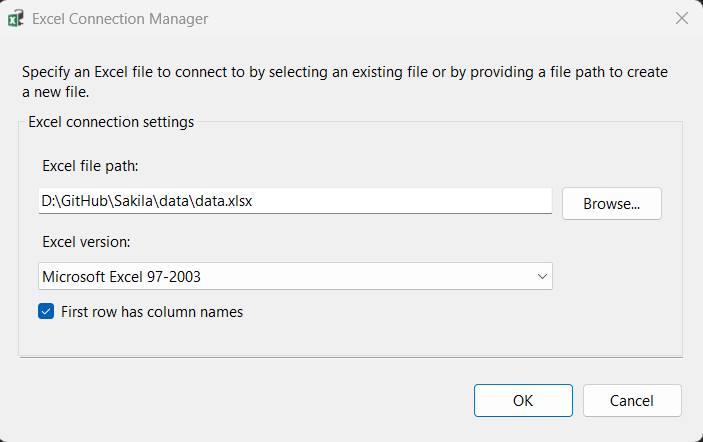 Excel Connection Manager
Specify an Excel file to connect to by selecting an existing file or by providing a file path to create
a new file.
Excel connection settings
Excel file path:
D:\GitHub\Sakila\data\data.xlsx
Browse...
Excel version:
Microsoft Excel 97-2003
First row has column names
OK
Cancel